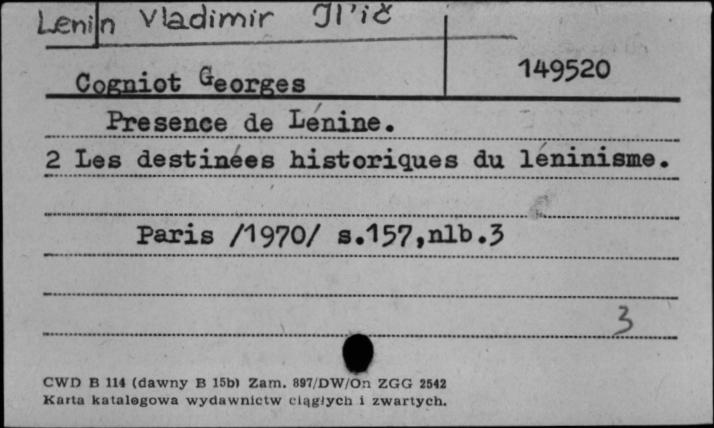 Lenin Vladimir Il'ič
Cogniot Georges 149520
Presence de Lénine.
2 Les destinées historiques du léninisme.
Paris /1970/ s.157,nlb.3
3
CWD B 114 (dawny B 15b) Zam. 897/DW/On ZGG 2542
Karta katalogowa wydawnictw ciągłych i zwartych.